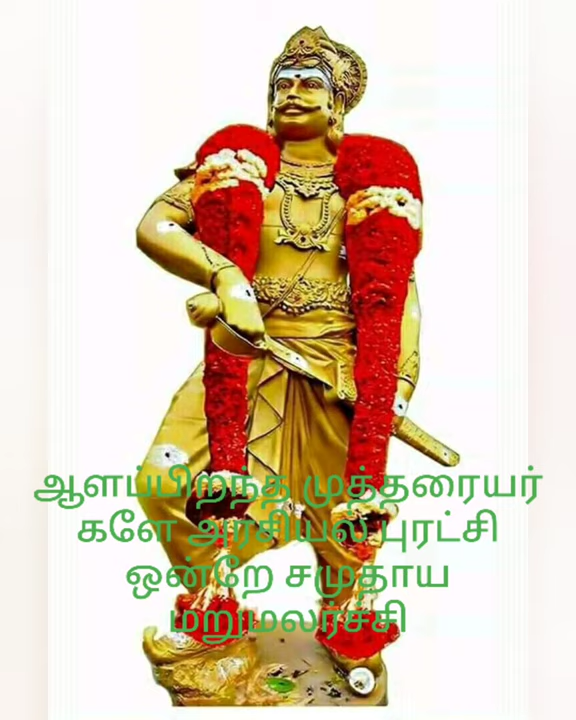 ஆளப்பிறந்த முத்தரையர்
களே அரசியல் புரட்சி
ஒன்றே சமுதாய
மறுமலர்ச்சி